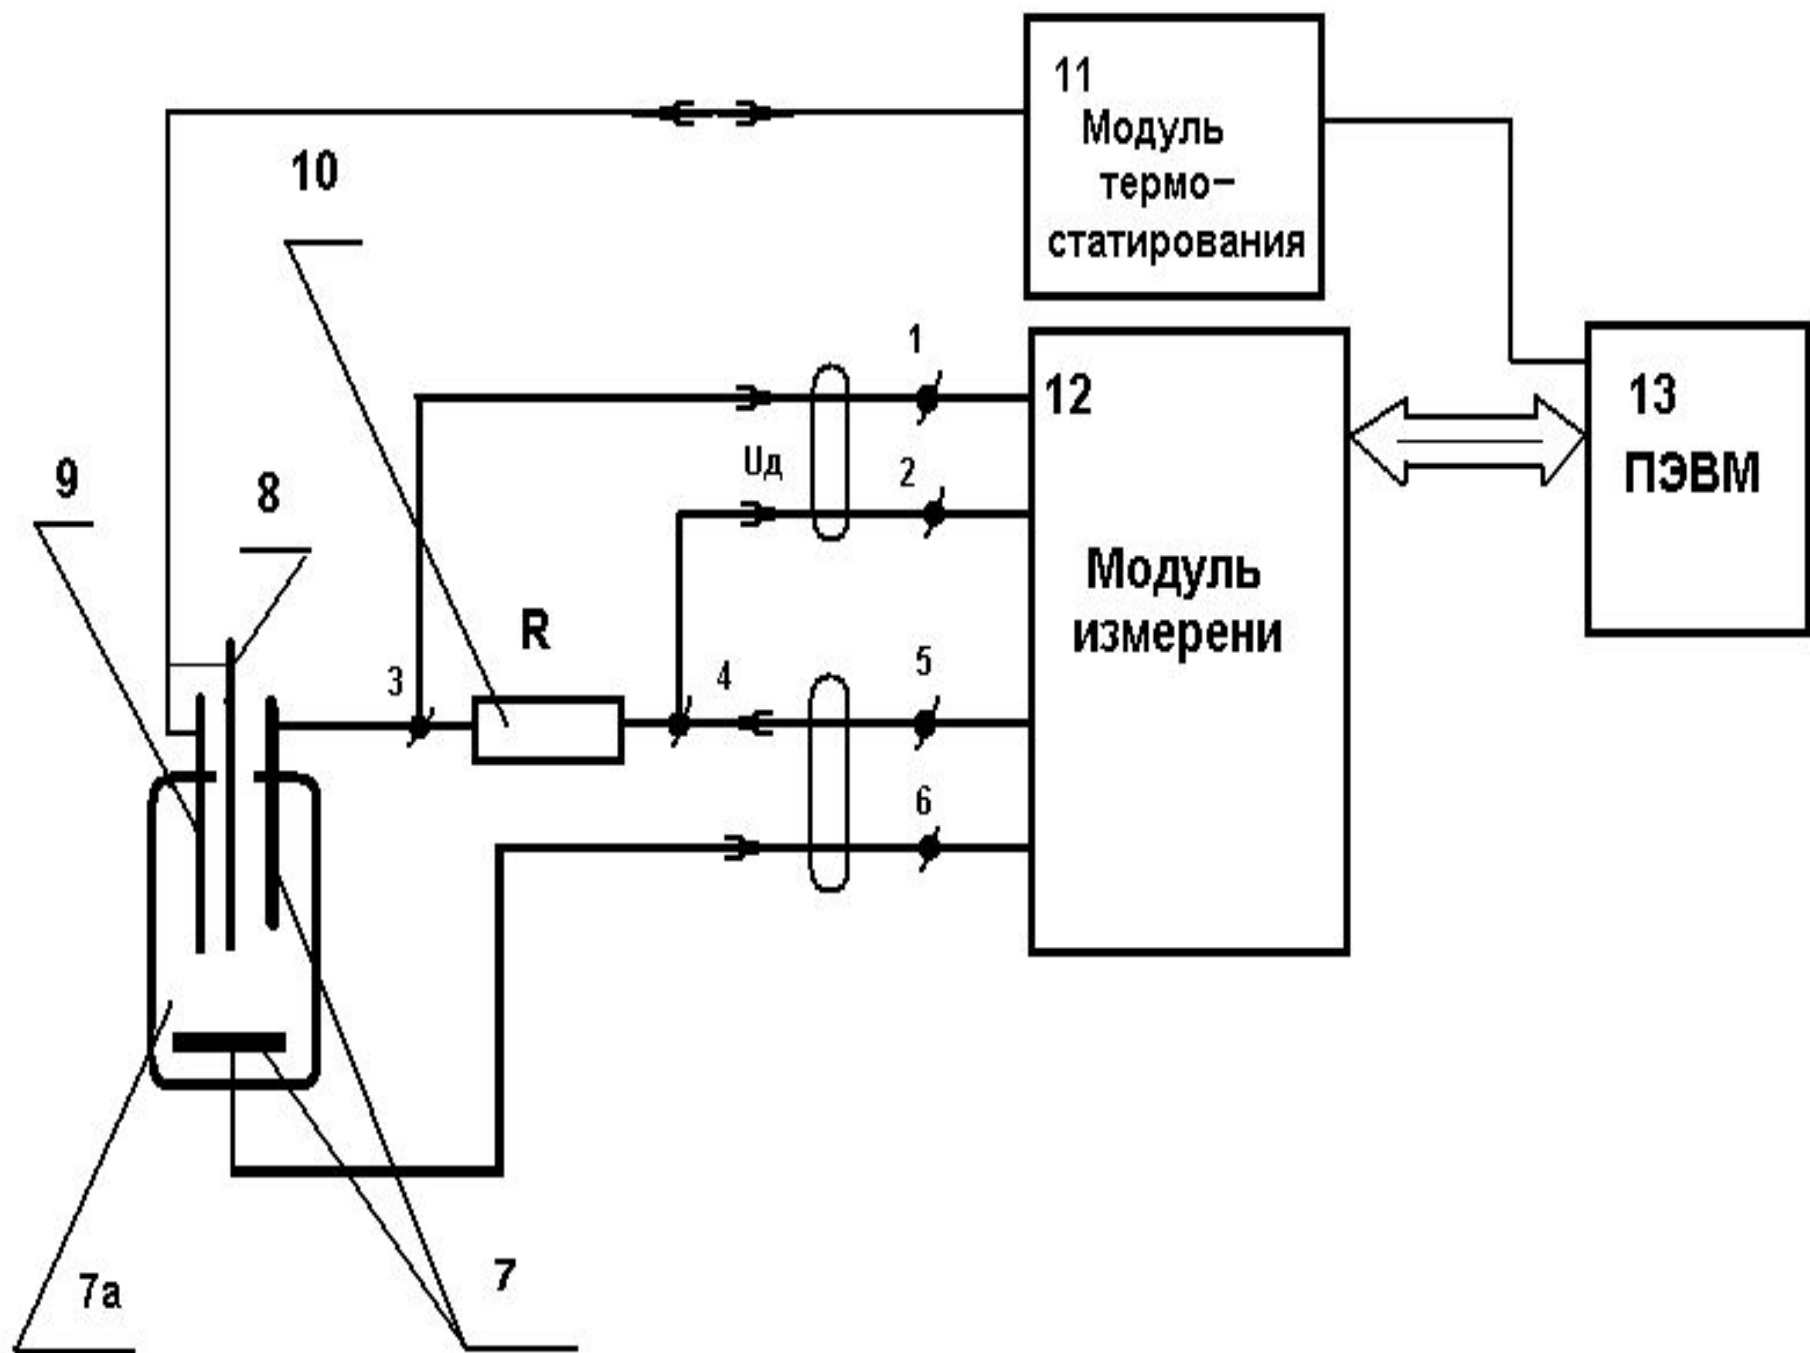 11
Модуль
термо-
статирования
10
1
12
13
ПЭВМ
Uд
2
9
8
Модуль
измерени
R
3
4
5
6
7а
7